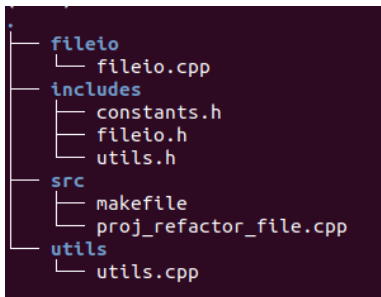 .
├── fileio
│   └── fileio.cpp
├── includes
│   ├── constants.h
│   ├── fileio.h
│   └── utils.h
├── src
│   ├── makefile
│   └── proj_refactor_file.cpp
└── utils
    └── utils.cpp